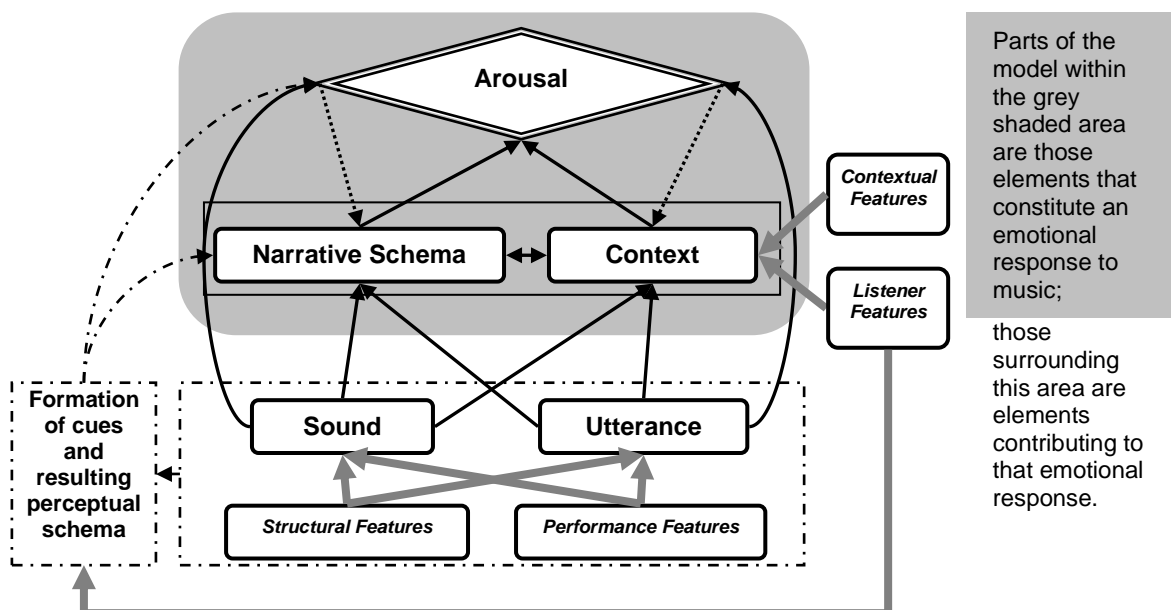 Arousal
Narrative Schema
Context
Contextual
Features
Listener
Features
Formation
of cues
and
resulting
perceptual
schema
Sound
Utterance
Structural Features
Performance Features
Parts of the
model within
the grey
shaded area
are those
elements that
constitute an
emotional
response to
music;
those
surrounding
this area are
elements
contributing to
that emotional
response.